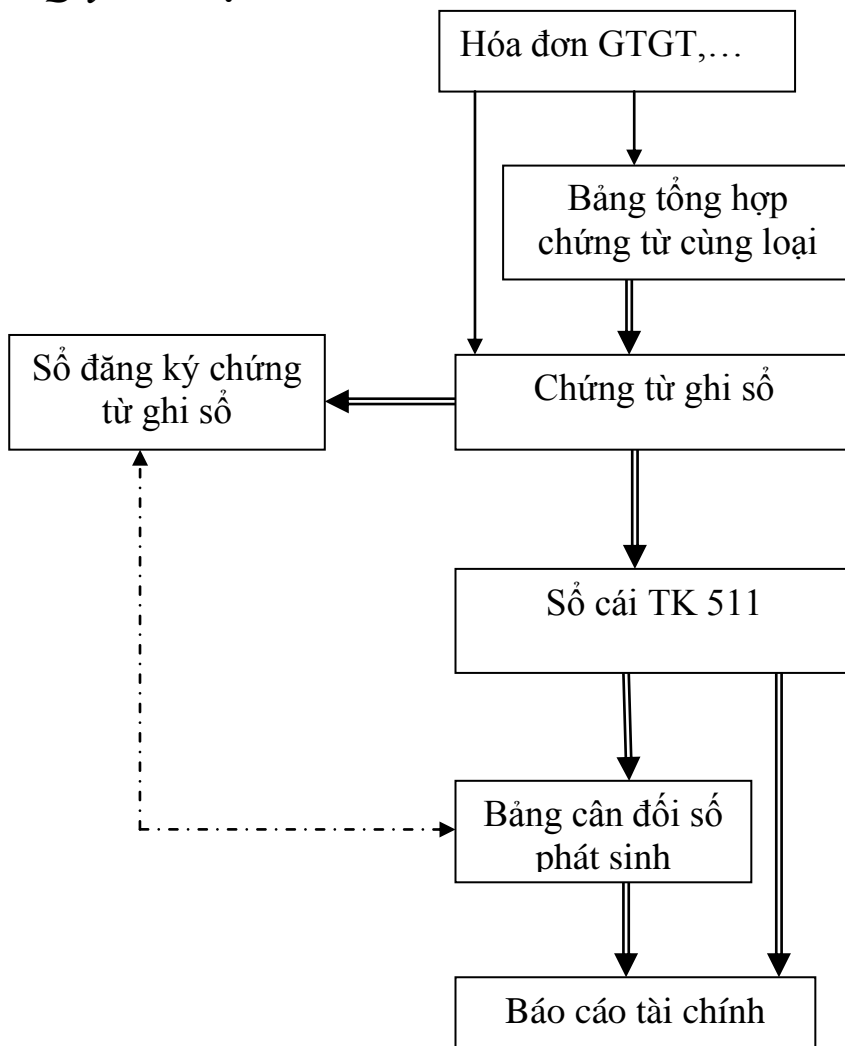 Hóa đơn GTGT,…
Bảng tổng hợp
chứng từ cùng loại
Sổ đăng ký chứng
từ ghi sổ
Chứng từ ghi sổ
Sổ cái TK 511
Bảng cân đối số
phát sinh
Báo cáo tài chính